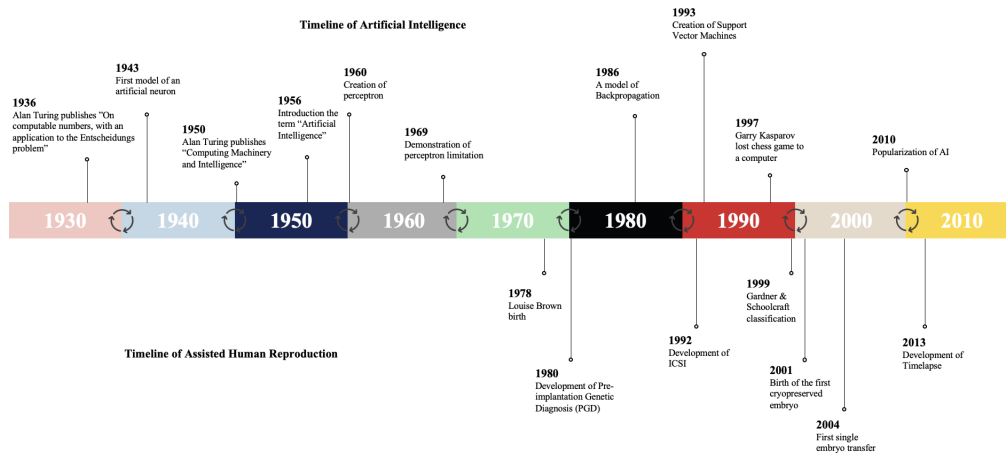 Timeline of Artificial Intelligence
1936
Alan Turing publishes "On
computable numbers, with an
application to the Entscheidungs
problem”
1943
First model of an
artificial neuron
1950
Alan Turing publishes
“Computing Machinery
and Intelligence”
1956
Introduction the
term “Artificial
Intelligence”
1960
Creation of
perceptron
1969
Demonstration of
perceptron limitation
1986
A model of
Backpropagation
1993
Creation of Support
Vector Machines
1997
Garry Kasparov
lost chess game to
a computer
2010
Popularization of AI
1930 1940 1950 1960 1970 1980 1990 2000 2010
Timeline of Assisted Human Reproduction
1978
Louise Brown
birth
1980
Development of Pre-
implantation Genetic
Diagnosis (PGD)
1992
Development of
ICSI
1999
Gardner &
Schoolcraft
classification
2001
Birth of the first
cryopreserved
embryo
2004
First single
embryo transfer
2013
Development of
Timelapse